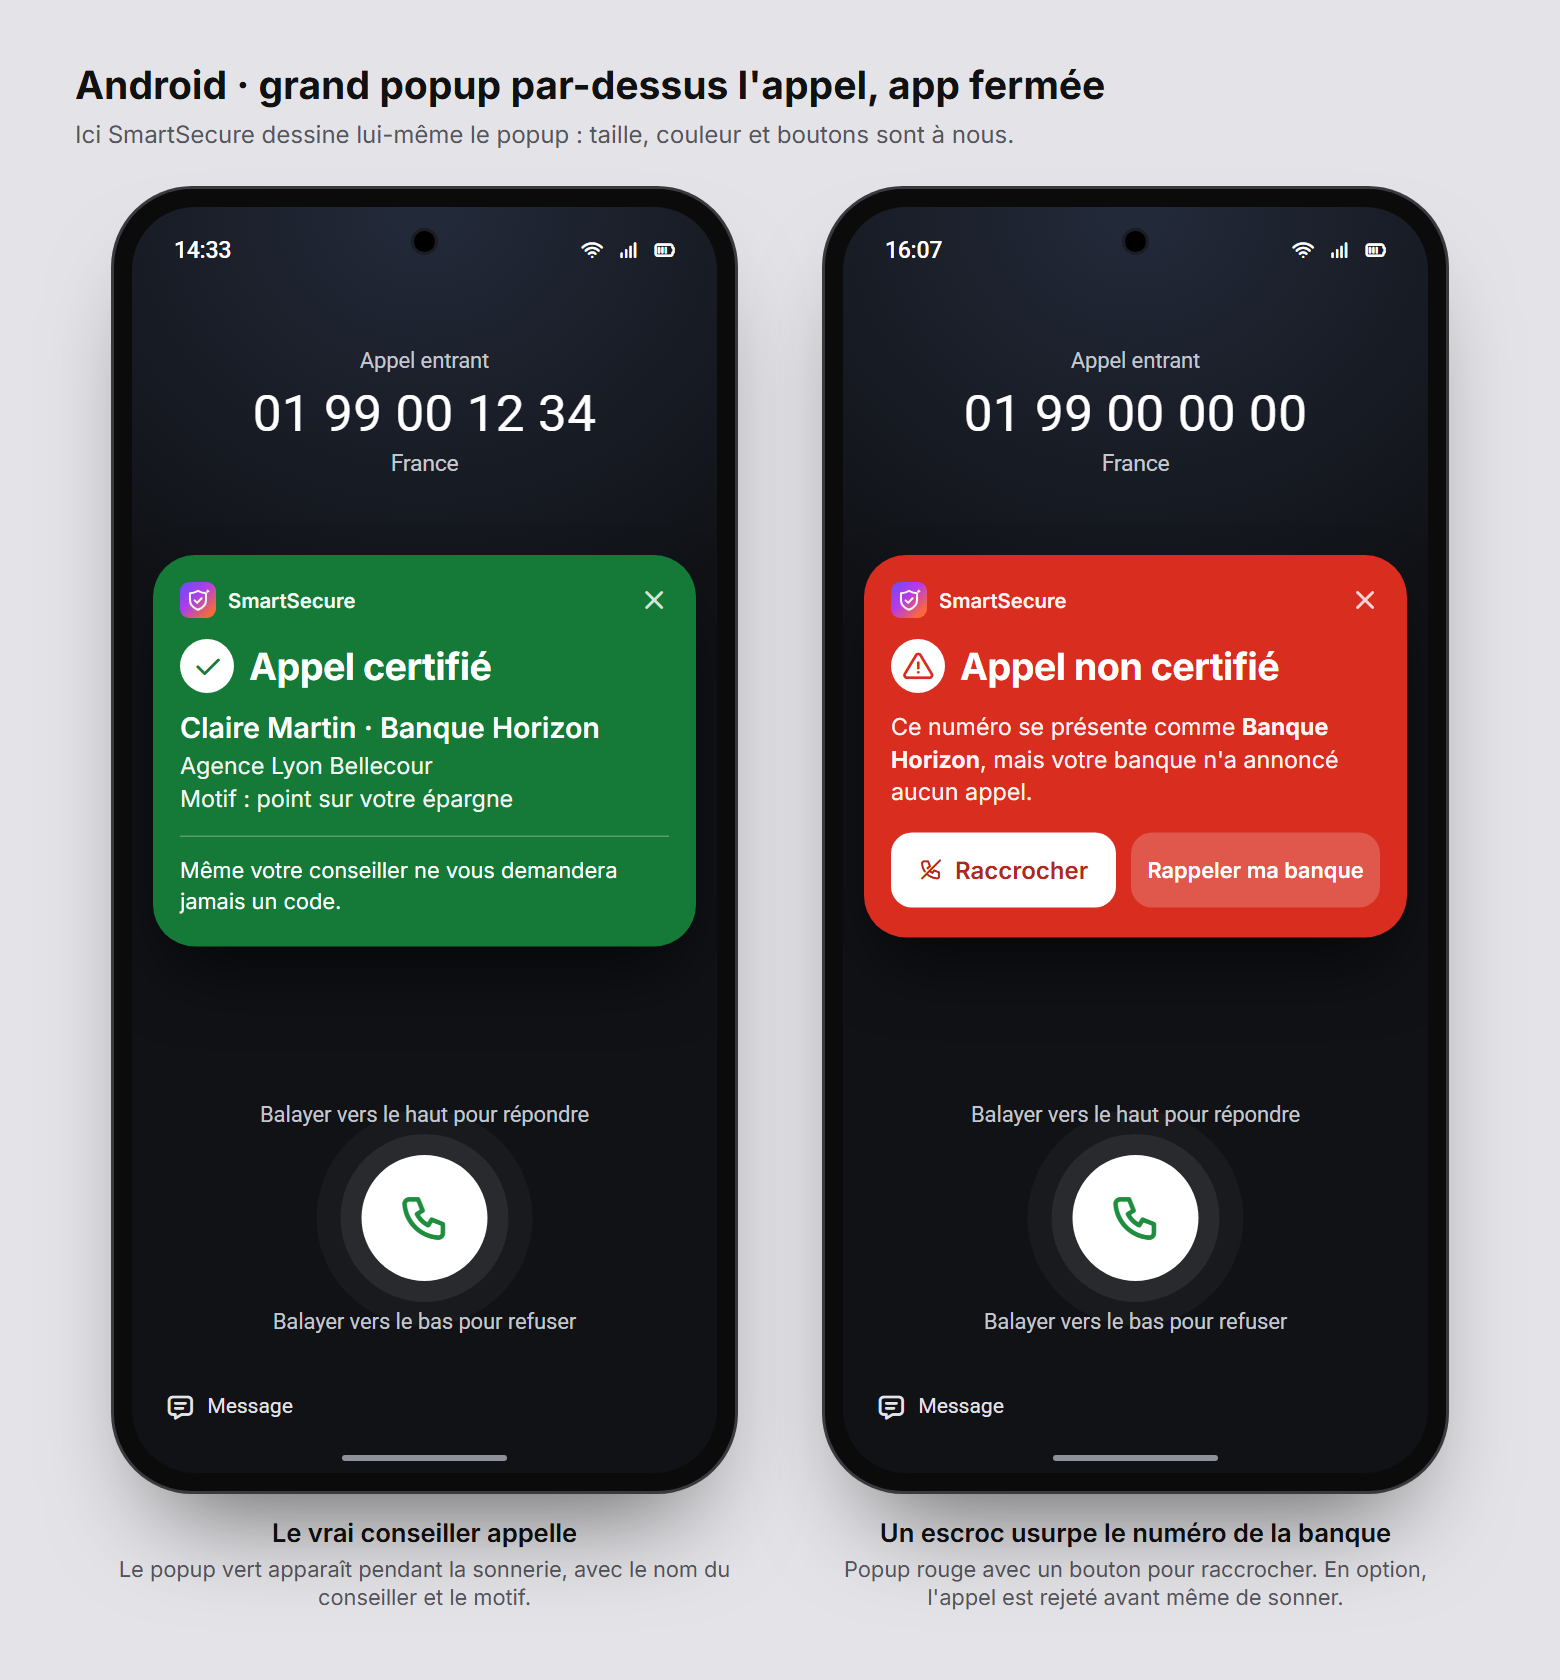 Android · grand popup par-dessus l'appel, app fermée
Ici SmartSecure dessine lui-même le popup : taille, couleur et boutons sont à nous.
14:33
Appel entrant
01 99 00 12 34
France
SmartSecure
Appel certifié
Claire Martin · Banque Horizon
Agence Lyon Bellecour
Motif : point sur votre épargne
Même votre conseiller ne vous demandera
jamais un code.
Balayer vers le haut pour répondre
Balayer vers le bas pour refuser
Message
Le vrai conseiller appelle
Le popup vert apparaît pendant la sonnerie, avec le nom du
conseiller et le motif.
16:07
Appel entrant
01 99 00 00 00
France
SmartSecure
Appel non certifié
Ce numéro se présente comme Banque
Horizon, mais votre banque n'a annoncé
aucun appel.
Raccrocher
Rappeler ma banque
Balayer vers le haut pour répondre
Balayer vers le bas pour refuser
Message
Un escroc usurpe le numéro de la banque
Popup rouge avec un bouton pour raccrocher. En option,
l'appel est rejeté avant même de sonner.